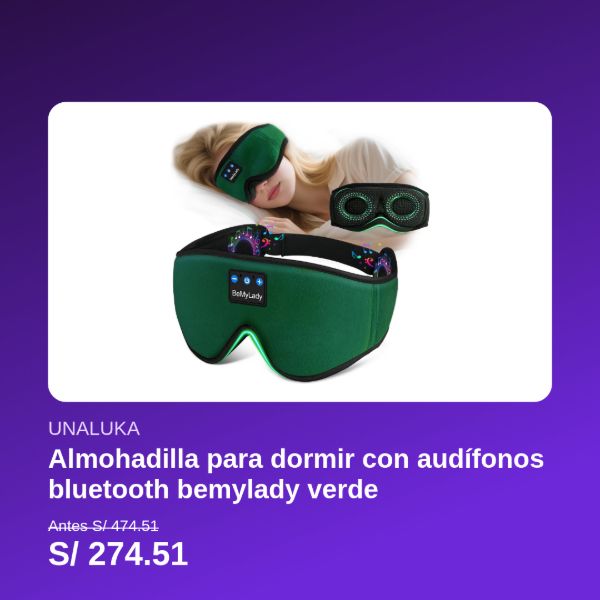 BeMyLady
UNALUKA
Almohadilla para dormir con audífonos
bluetooth bemylady verde
Antes S/ 474.51
S/ 274.51